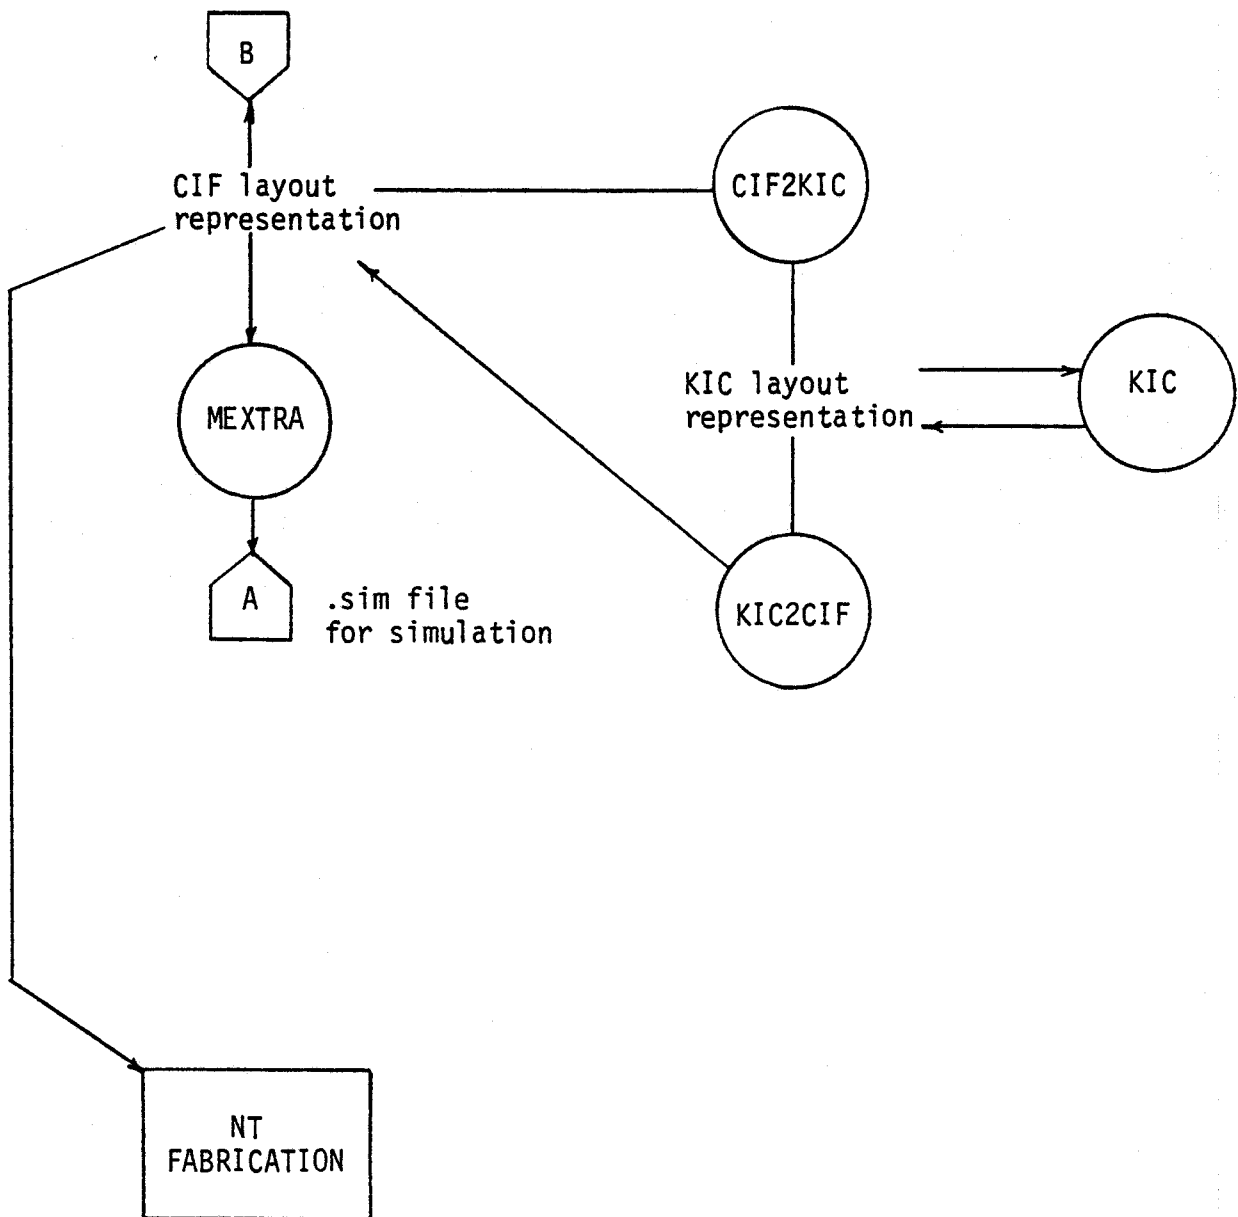 B
CIF layout
representation
CIF2KIC
KIC layout
representation
KIC
MEXTRA
A
.sim file
for simulation
KIC2CIF
NT
FABRICATION